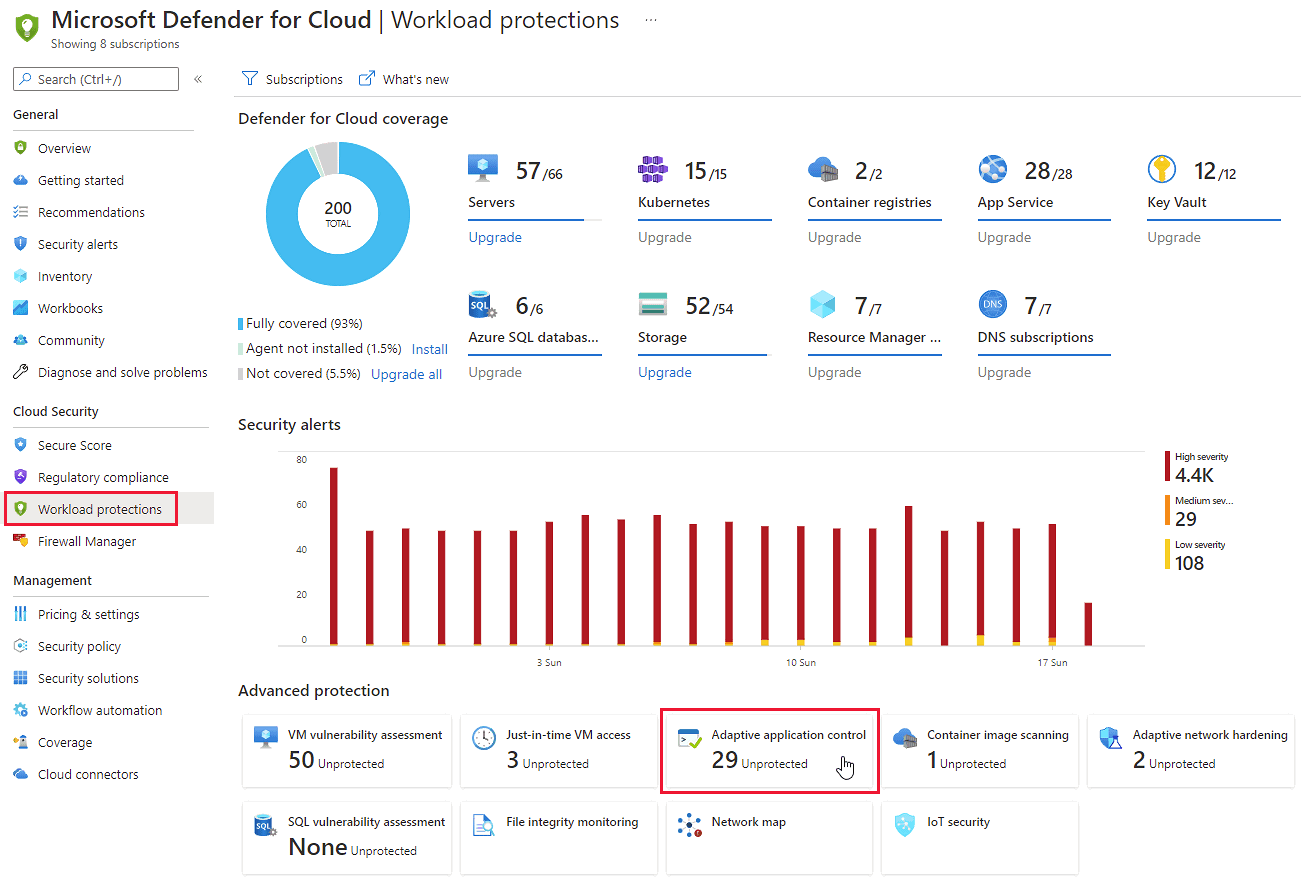 Microsoft Defender for Cloud | Workload protections ...
Showing 8 subscriptions
Search (Ctrl+/)
«
General
Overview
Getting started
Recommendations
Security alerts
Inventory
Workbooks
Community
Diagnose and solve problems
Cloud Security
Secure Score
Regulatory compliance
Workload protections
Firewall Manager
Management
Pricing & settings
Security policy
Security solutions
Workflow automation
Coverage
Cloud connectors
Subscriptions
What's new
Defender for Cloud coverage
200
TOTAL
Fully covered (93%)
Agent not installed (1.5%) Install
Not covered (5.5%) Upgrade all
57/66
Servers
Upgrade
15/15
Kubernetes
Upgrade
2/2
Container registries
Upgrade
28/28
App Service
Upgrade
12/12
Key Vault
Upgrade
SQL
6/6
Azure SQL databas...
Upgrade
52/54
Storage
Upgrade
7/7
Resource Manager ...
Upgrade
DNS
7/7
DNS subscriptions
Upgrade
Security alerts
80
60
40
20
0
3 Sun
10 Sun
17 Sun
High severity
4.4K
Medium sev...
29
Low severity
108
Advanced protection
VM vulnerability assessment
50 Unprotected
Just-in-time VM access
3 Unprotected
Adaptive application control
29 Unprotected
Container image scanning
1 Unprotected
Adaptive network hardening
2 Unprotected
SQL
SQL vulnerability assessment
None Unprotected
File integrity monitoring
Network map
IoT security